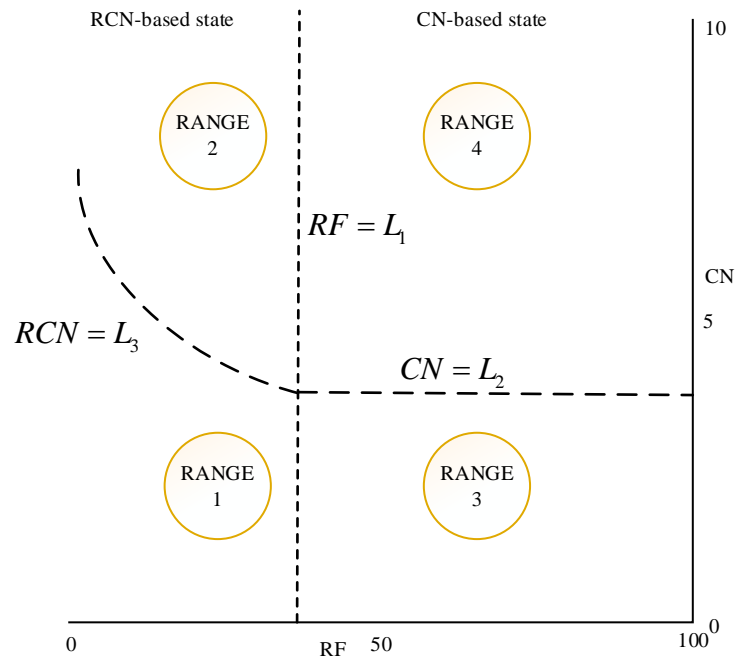 RCN-based state
CN-based state
10
RANGE
2
RANGE
4
RF = L₁
CN
5
RCN = L₃
CN = L₂
RANGE
1
RANGE
3
0
0
RF
50
100